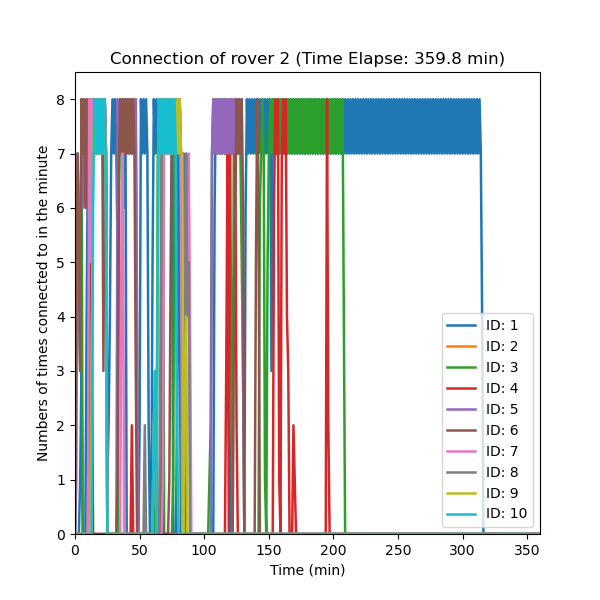 Connection of rover 2 (Time Elapse: 359.8 min)
Numbers of times connected to in the minute
8
7
6
5
4
3
2
1
0
0 50 100 150 200 250 300 350
Time (min)
ID: 1
ID: 2
ID: 3
ID: 4
ID: 5
ID: 6
ID: 7
ID: 8
ID: 9
ID: 10